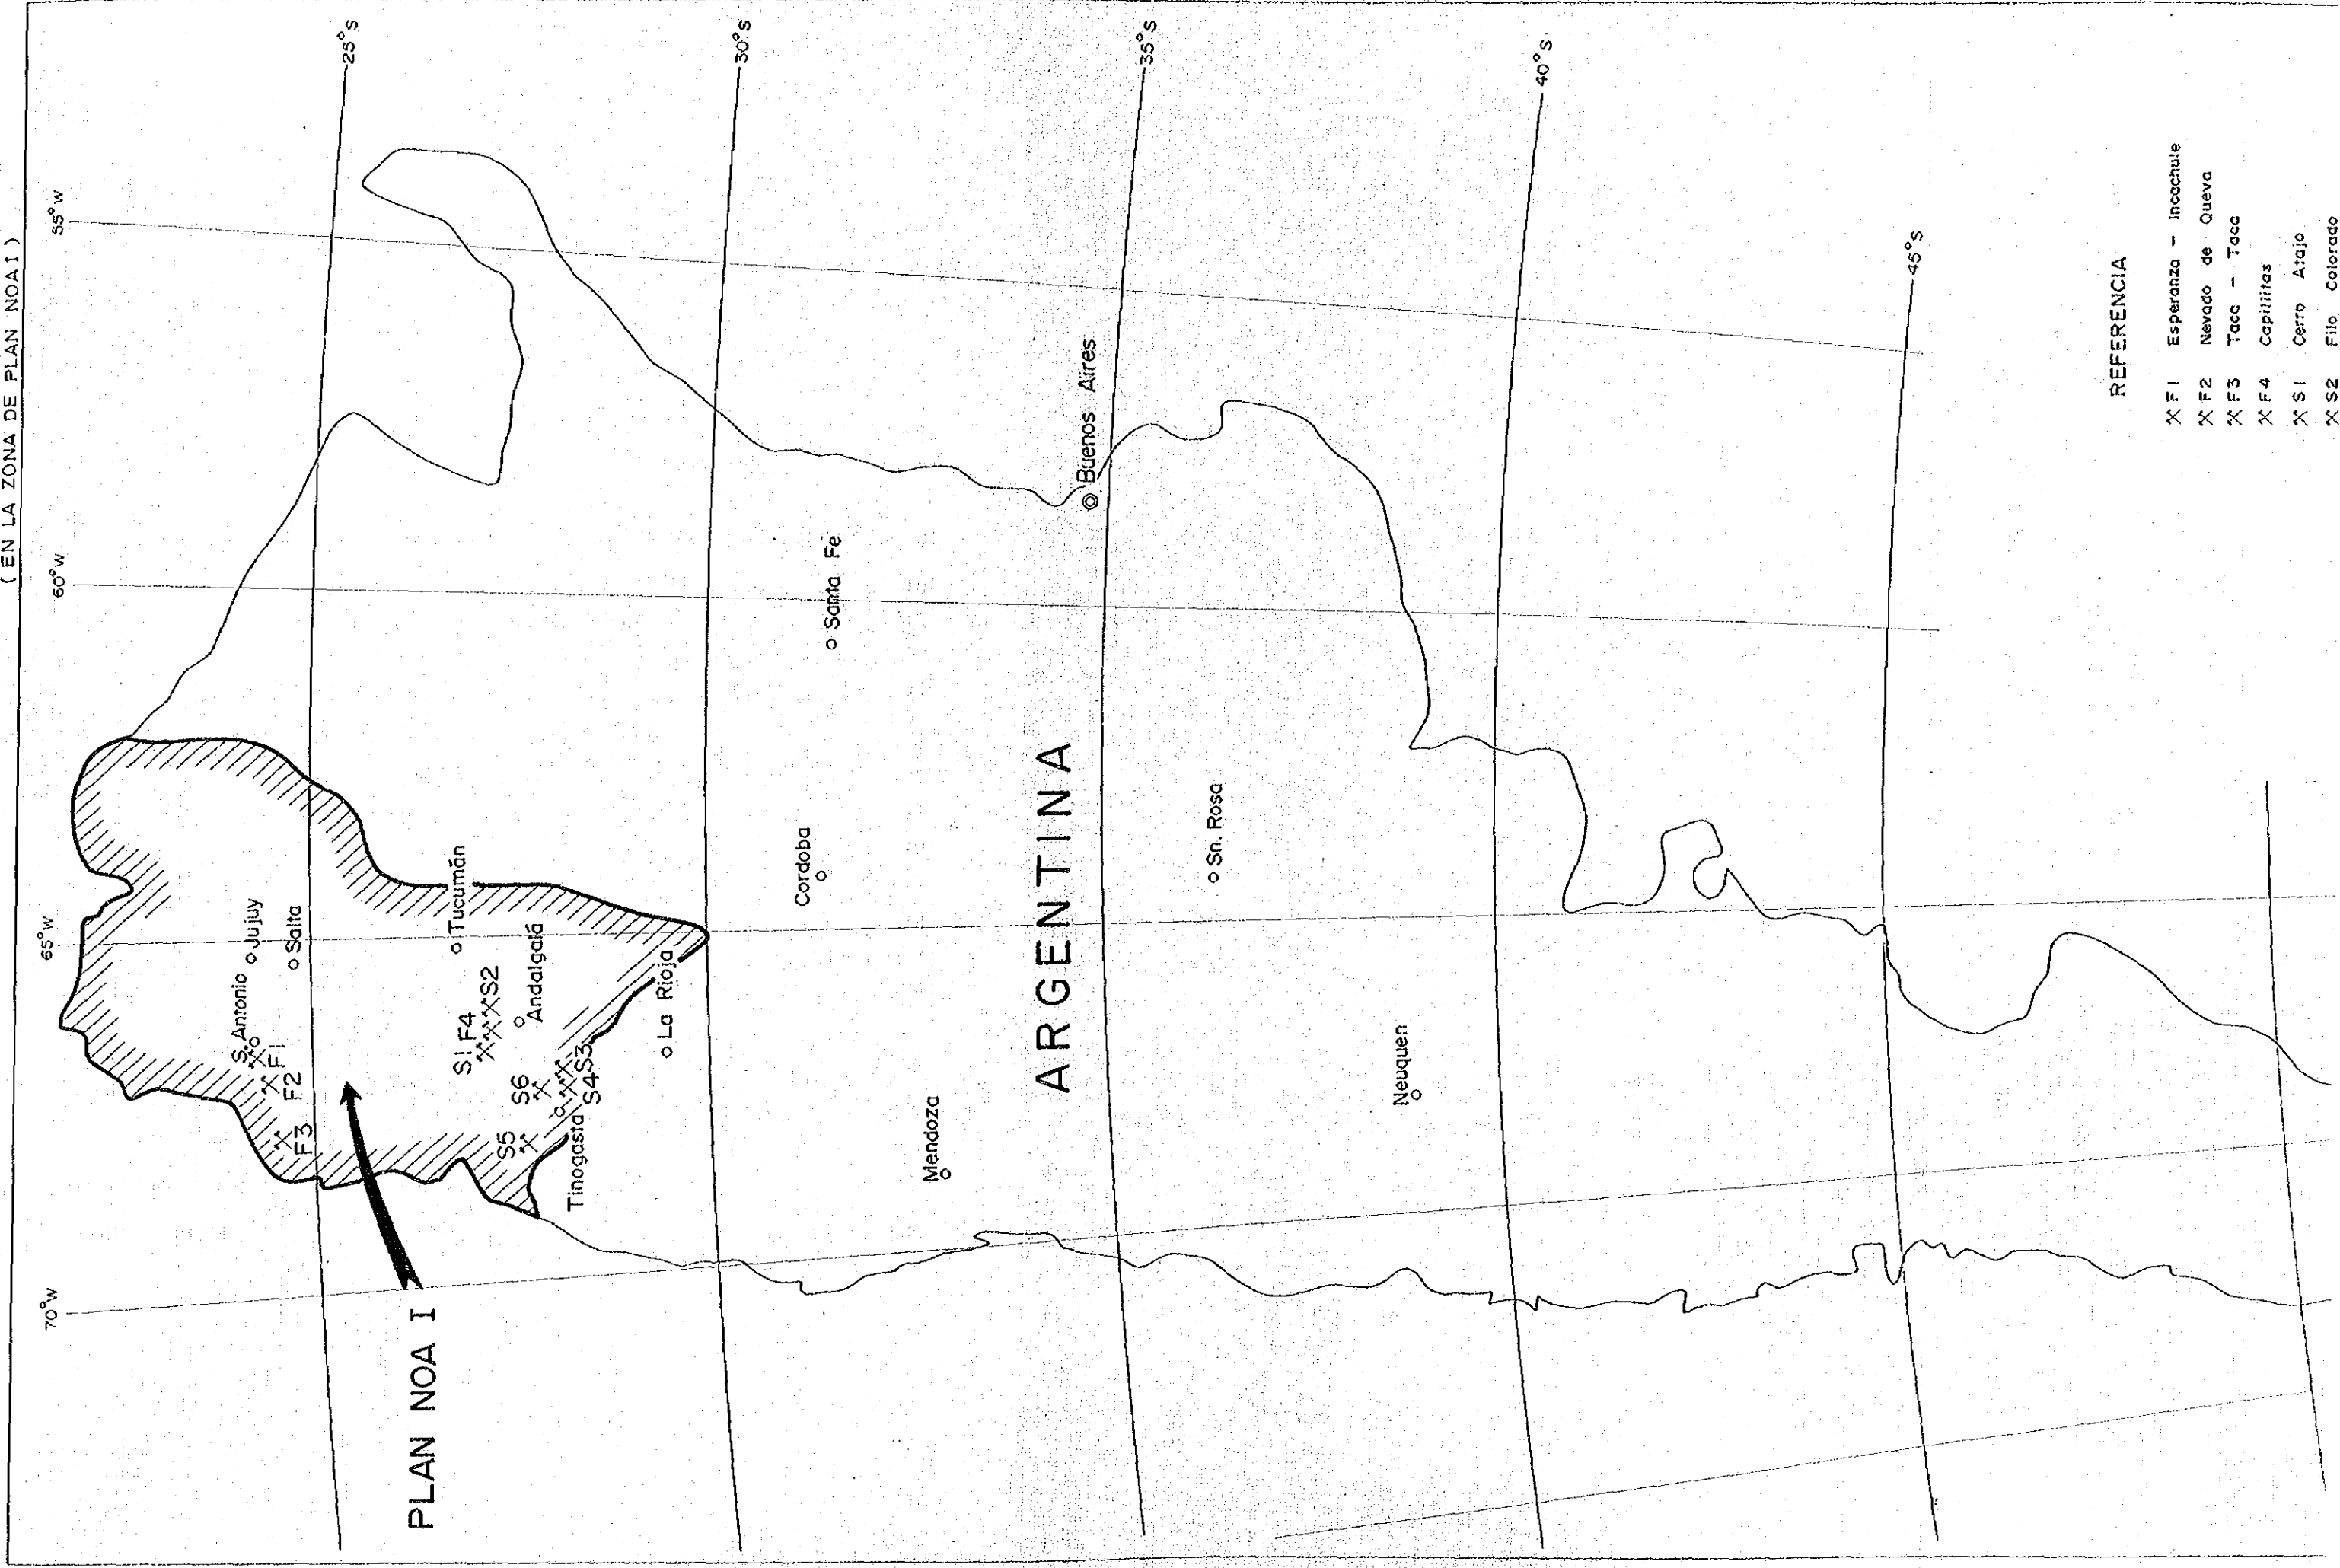 (EN LA ZONA DE PLAN NOA I)
55°W
60°W
65°W
70°W
25°S
30°S
35°S
40°S
45°S
Jujuy
Salta
S. Antonio
F1
F2
F3
Tucumán
S1 F4
S2
Andalgalá
S6
S5
S3
S4
Tinogasta
La Rioja
PLAN NOA I
Cordoba
Santa Fe
Buenos Aires
Mendoza
ARGENTINA
Sn. Rosa
Neuquen
REFERENCIA
F1 Esperanza - Incachule
F2 Nevado de Queva
F3 Taca - Taca
F4 Capillitas
S1 Cerro Atajo
S2 Filo Colorado